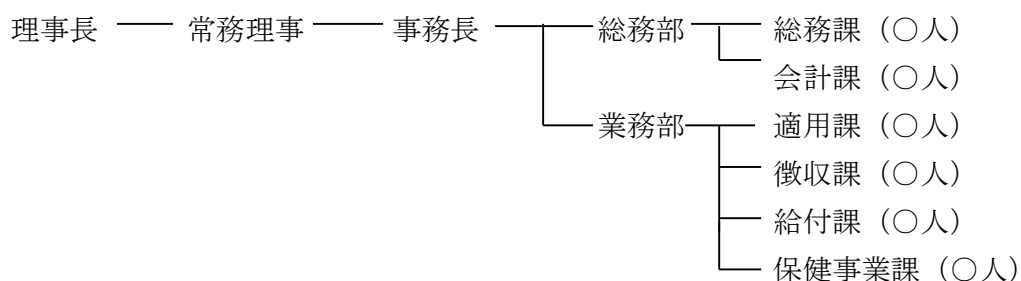 理事長 常務理事 事務長 総務部 総務課（○人）
会計課（○人）
業務部 適用課（○人）
徴収課（○人）
給付課（○人）
保健事業課（○人）